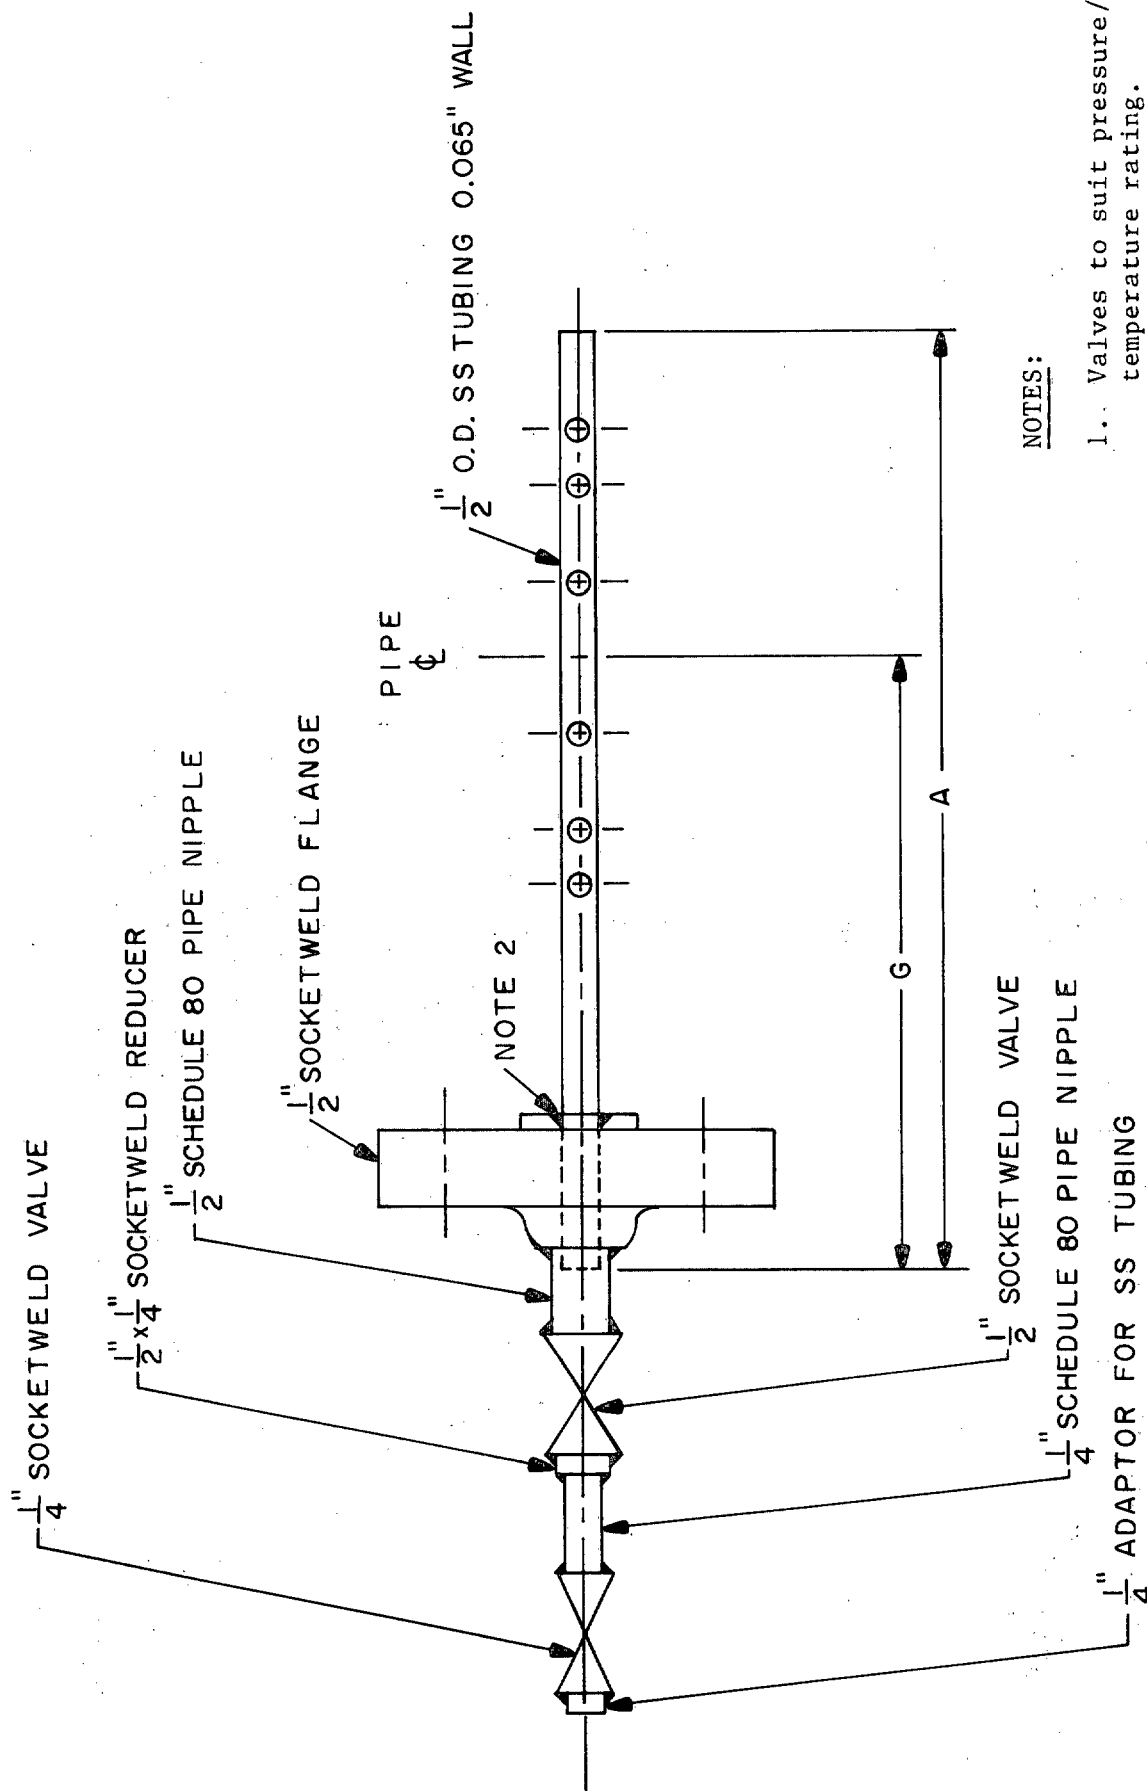 1/4" SOCKETWELD VALVE
1/2" x 1/4" SOCKETWELD REDUCER
1/2" SCHEDULE 80 PIPE NIPPLE
1/2" SOCKETWELD FLANGE
NOTE 2
PIPE
℄
1/2" O.D. SS TUBING 0.065" WALL
G
A
1/2" SOCKETWELD VALVE
1/4" SCHEDULE 80 PIPE NIPPLE
1/4" ADAPTOR FOR SS TUBING
NOTES:
1.. Valves to suit pressure/
temperature rating.